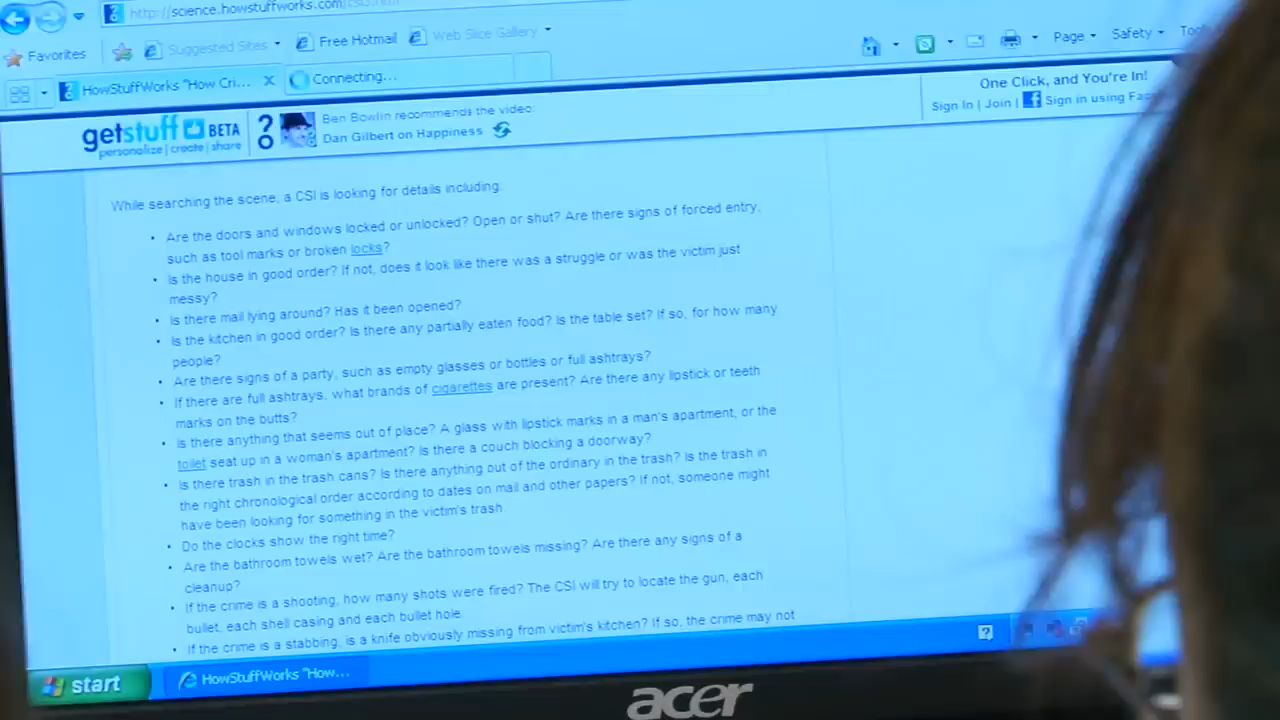 http://science.howstuffworks.com/csi3.htm
Favorites Suggested Sites Free Hotmail Web Slice Gallery
Page Safety
HowStuffWorks "How Cri... Connecting...
One Click, and You're In!
Sign In | Join | Sign in using
getstuff BETA
personalize | create | share
Ben Bowlin recommends the video:
Dan Gilbert on Happiness
While searching the scene, a CSI is looking for details including:
Are the doors and windows locked or unlocked? Open or shut? Are there signs of forced entry,
such as tool marks or broken locks?
Is the house in good order? If not, does it look like there was a struggle or was the victim just
messy?
Is there mail lying around? Has it been opened?
Is the kitchen in good order? Is there any partially eaten food? Is the table set? If so, for how many
people?
Are there signs of a party, such as empty glasses or bottles or full ashtrays?
If there are full ashtrays, what brands of cigarettes are present? Are there any lipstick or teeth
marks on the butts?
Is there anything that seems out of place? A glass with lipstick marks in a man's apartment, or the
toilet seat up in a woman's apartment? Is there a couch blocking a doorway?
Is there trash in the trash cans? Is there anything out of the ordinary in the trash? Is the trash in
the right chronological order according to dates on mail and other papers? If not, someone might
have been looking for something in the victim's trash.
Do the clocks show the right time?
Are the bathroom towels wet? Are the bathroom towels missing? Are there any signs of a
cleanup?
If the crime is a shooting, how many shots were fired? The CSI will try to locate the gun, each
bullet, each shell casing and each bullet hole.
If the crime is a stabbing, is a knife obviously missing from victim's kitchen? If so, the crime may not
start HowStuffWorks "How...
acer